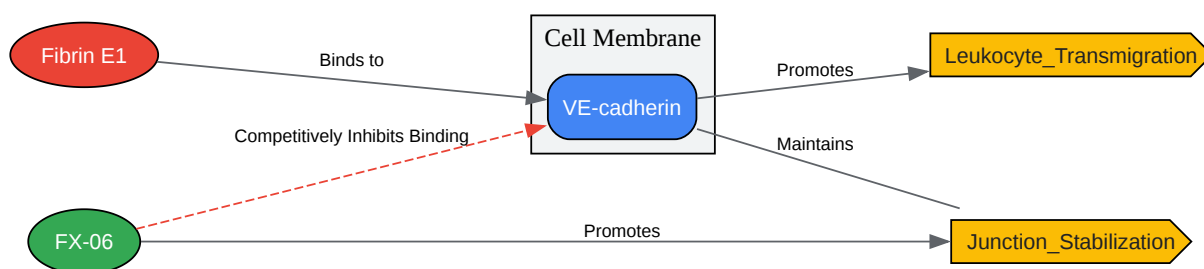 Cell Membrane
Fibrin E1
Binds to
VE-cadherin
Promotes
Leukocyte_Transmigration
Competitively Inhibits Binding
Maintains
FX-06
Promotes
Junction_Stabilization